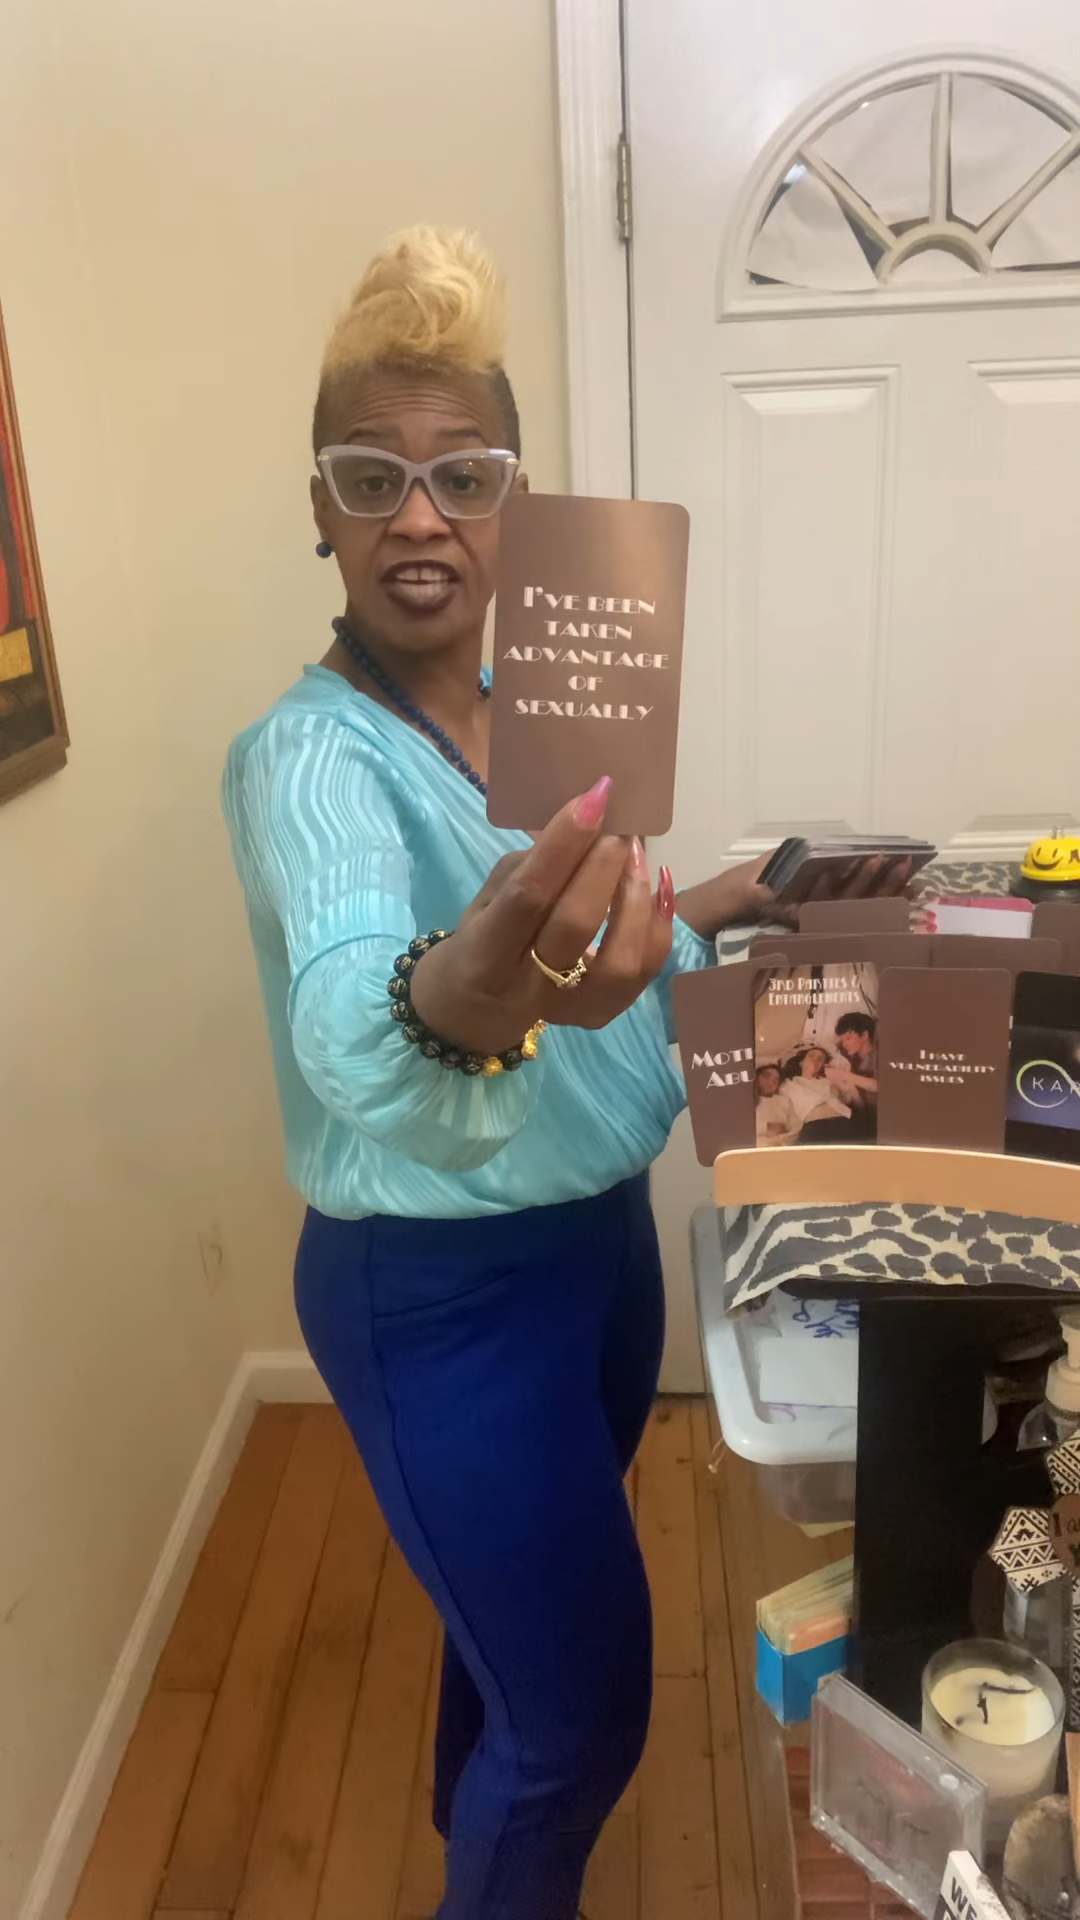 I'VE BEEN
TAKEN
ADVANTAGE
OF
SEXUALLY
3RD PARTIES &
ENTANGLEMENTS
I HAVE
VULNERABILITY
ISSUES